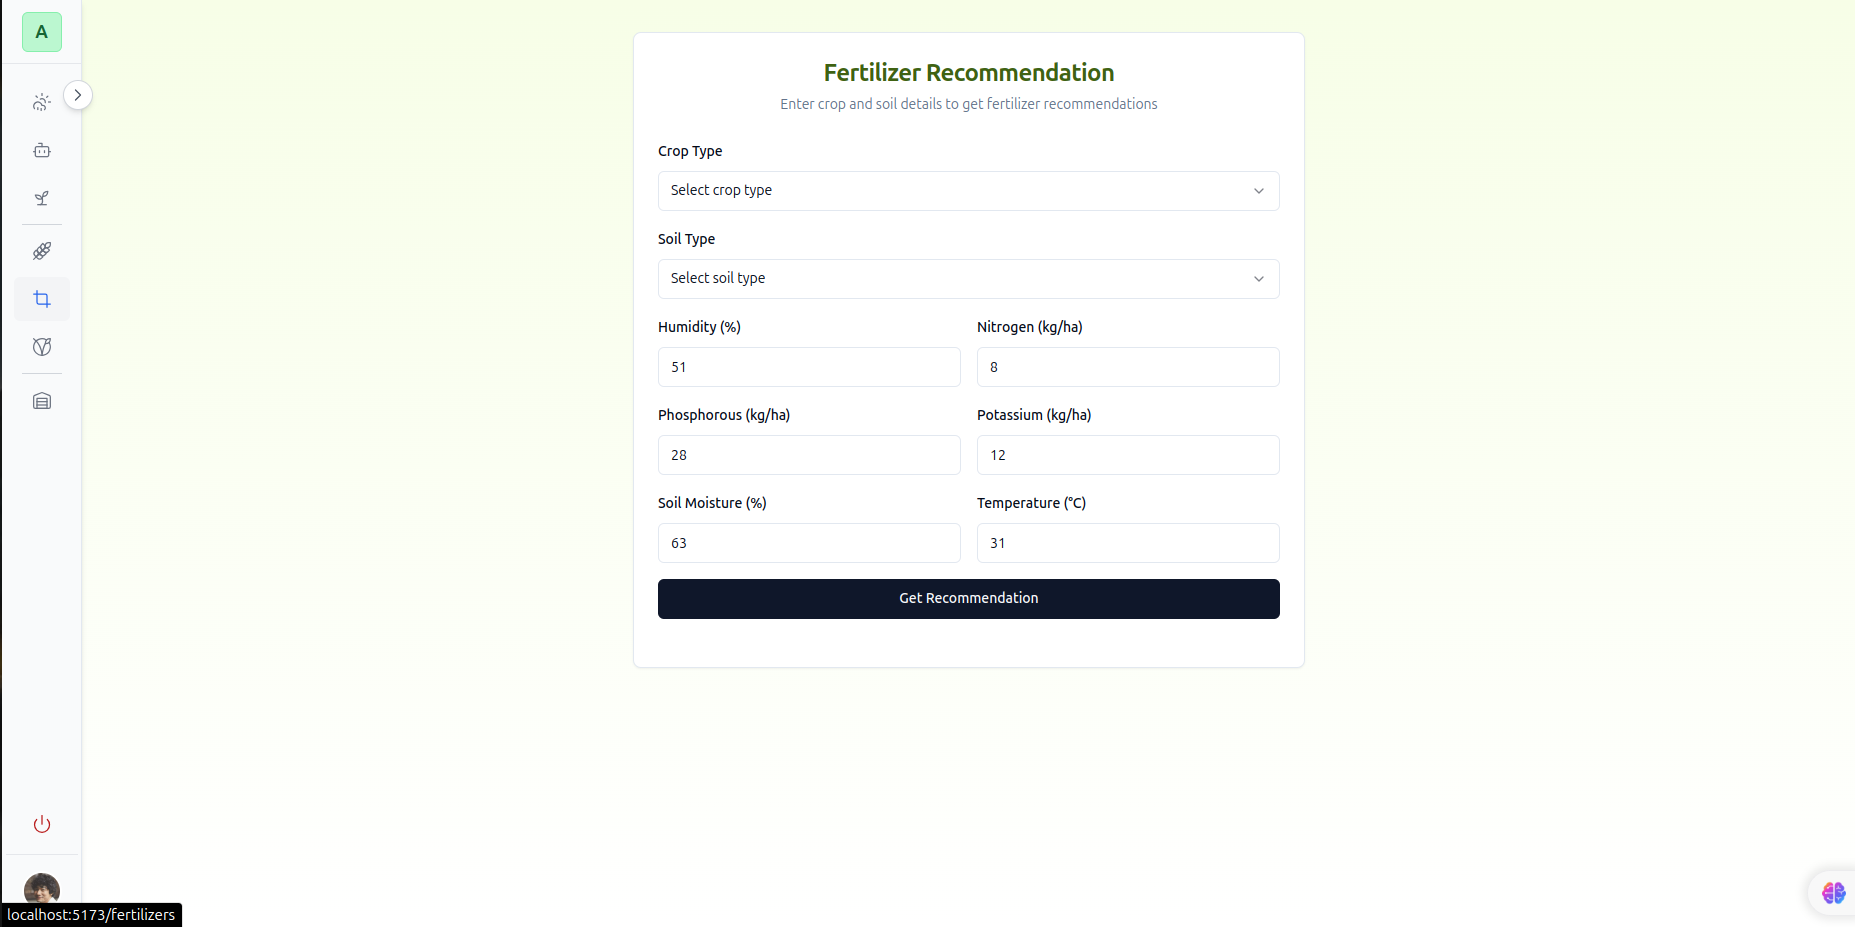 A
Fertilizer Recommendation
Enter crop and soil details to get fertilizer recommendations
Crop Type
Select crop type
Soil Type
Select soil type
Humidity (%) Nitrogen (kg/ha)
51 8
Phosphorous (kg/ha) Potassium (kg/ha)
28 12
Soil Moisture (%) Temperature (°C)
63 31
Get Recommendation
localhost:5173/fertilizers